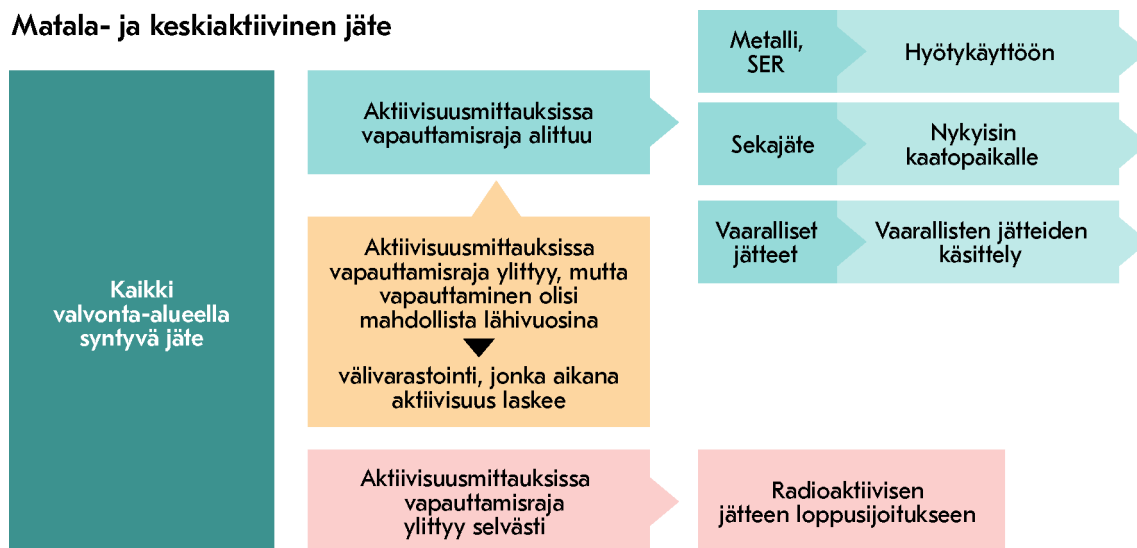 Matala- ja keskiaktiivinen jäte
Kaikki
valvonta-alueella
syntyvä jäte
Aktiivisuusmittauksissa
vapauttamisraja alittuu
Metalli,
SER
Hyötykäyttöön
Sekajäte
Nykyisin
kaatopaikalle
Vaaralliset
jätteet
Vaarallisten jätteiden
käsittely
Aktiivisuusmittauksissa
vapauttamisraja ylittyy, mutta
vapauttaminen olisi
mahdollista lähivuosina
välivarastointi, jonka aikana
aktiivisuus laskee
Aktiivisuusmittauksissa
vapauttamisraja
ylittyy selvästi
Radioaktiivisen
jätteen loppusijoitukseen